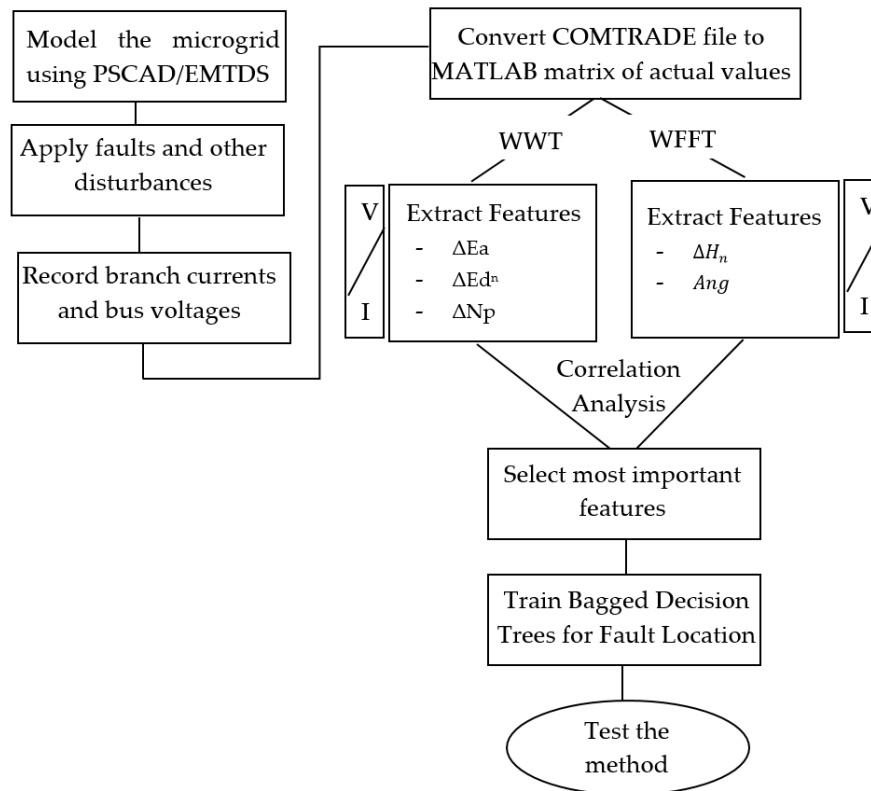 Model the microgrid
using PSCAD/EMTDS
Apply faults and other
disturbances
Record branch currents
and bus voltages
Convert COMTRADE file to
MATLAB matrix of actual values
WWT
WFFT
V
I
Extract Features
- ΔEa
- ΔEdⁿ
- ΔNp
Extract Features
- ΔHₙ
- Ang
V
I
Correlation
Analysis
Select most important
features
Train Bagged Decision
Trees for Fault Location
Test the
method